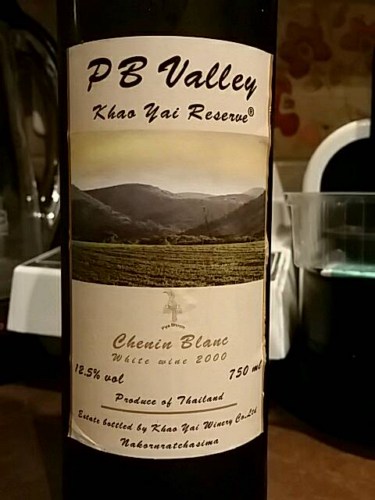 PB Valley
Khao Yai Reserve®
Chenin Blanc
White wine 2000
12.5% vol 750 ml
Produce of Thailand
Estate bottled by Khao Yai Winery Co.Ltd
Nakornratchasima